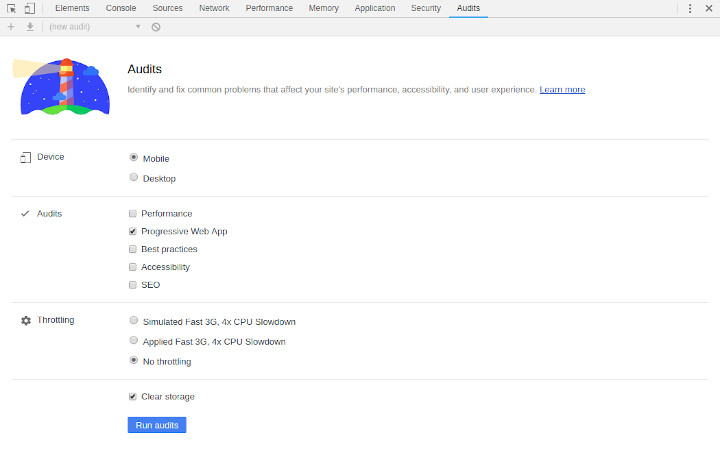 Elements Console Sources Network Performance Memory Application Security Audits
(new audit)
Audits
Identify and fix common problems that affect your site's performance, accessibility, and user experience. Learn more
Device
Mobile
Desktop
Audits
Performance
Progressive Web App
Best practices
Accessibility
SEO
Throttling
Simulated Fast 3G, 4x CPU Slowdown
Applied Fast 3G, 4x CPU Slowdown
No throttling
Clear storage
Run audits